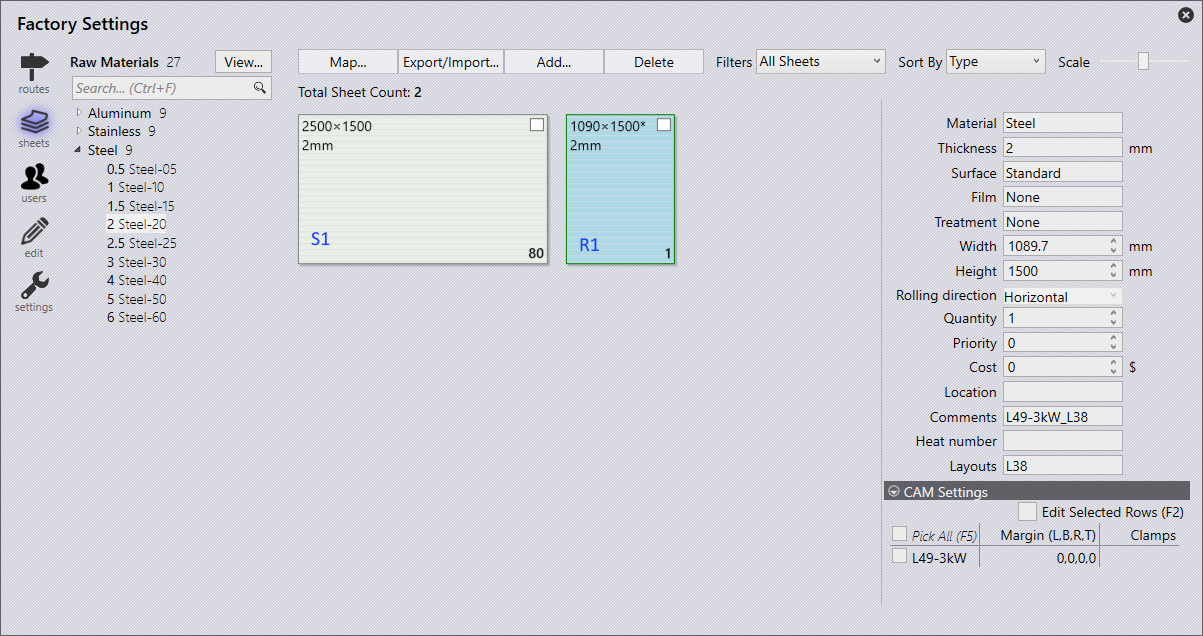 Factory Settings
routes
sheets
users
edit
settings
Raw Materials 27
View...
Search... (Ctrl+F)
Aluminum 9
Stainless 9
Steel 9
0.5 Steel-05
1 Steel-10
1.5 Steel-15
2 Steel-20
2.5 Steel-25
3 Steel-30
4 Steel-40
5 Steel-50
6 Steel-60
Map...
Export/Import...
Add...
Delete
Filters All Sheets
Sort By Type
Scale
Total Sheet Count: 2
2500×1500
2mm
S1
80
1090×1500*
2mm
R1
1
Material Steel
Thickness 2 mm
Surface Standard
Film None
Treatment None
Width 1089.7 mm
Height 1500 mm
Rolling direction Horizontal
Quantity 1
Priority 0
Cost 0 $
Location
Comments L49-3kW_L38
Heat number
Layouts L38
CAM Settings
Edit Selected Rows (F2)
Pick All (F5) Margin (L,B,R,T) Clamps
L49-3kW 0,0,0,0